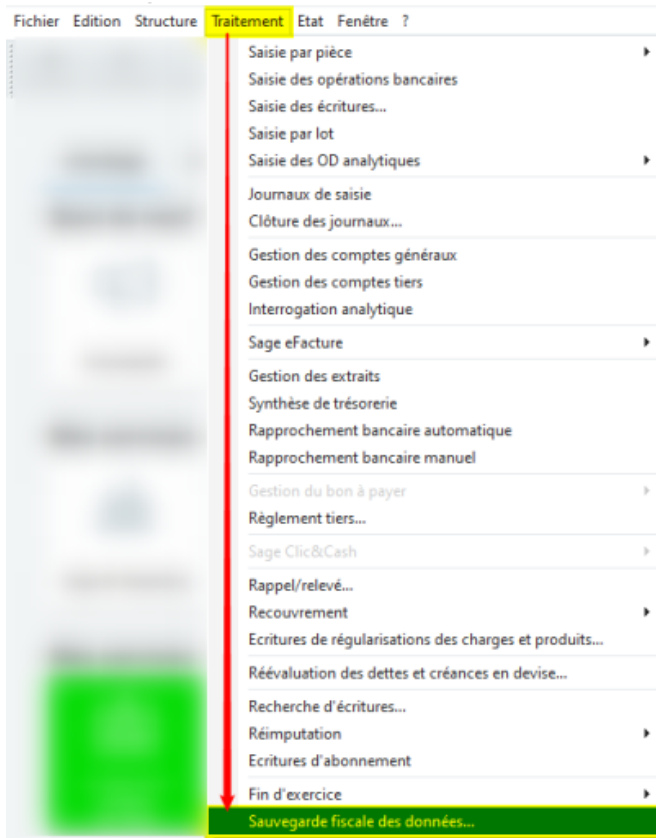 Fichier Edition Structure Traitement Etat Fenêtre ?
Saisie par pièce
Saisie des opérations bancaires
Saisie des écritures...
Saisie par lot
Saisie des OD analytiques
Journaux de saisie
Clôture des journaux...
Gestion des comptes généraux
Gestion des comptes tiers
Interrogation analytique
Sage eFacture
Gestion des extraits
Synthèse de trésorerie
Rapprochement bancaire automatique
Rapprochement bancaire manuel
Gestion du bon à payer
Règlement tiers...
Sage Clic&Cash
Rappel/relevé...
Recouvrement
Ecritures de régularisations des charges et produits...
Réévaluation des dettes et créances en devise...
Recherche d'écritures...
Réimputation
Ecritures d'abonnement
Fin d'exercice
Sauvegarde fiscale des données...